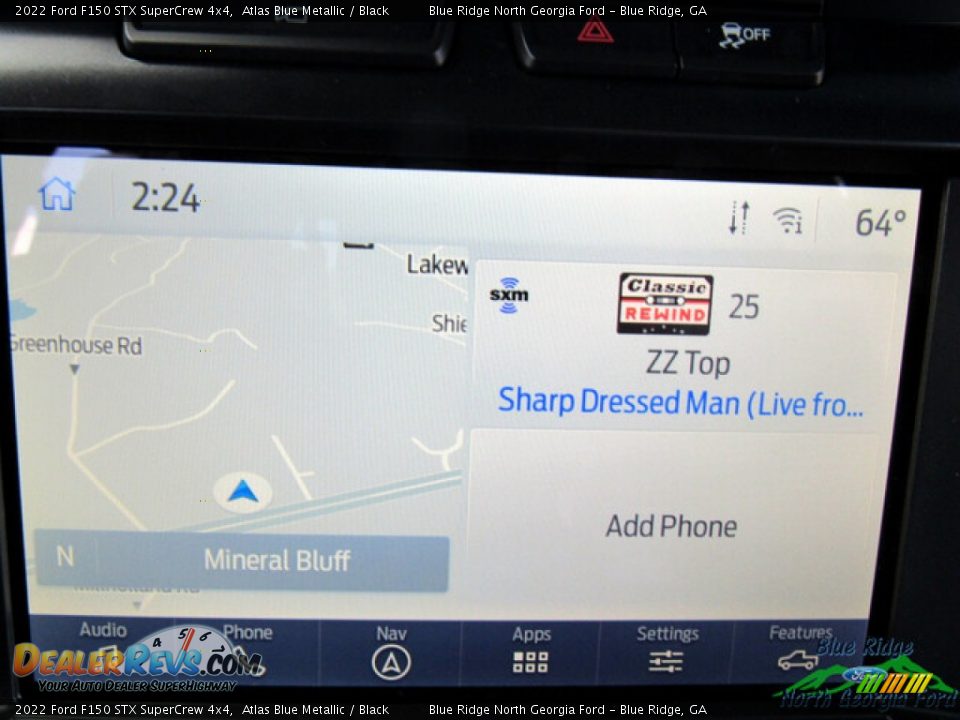 2022 Ford F150 STX SuperCrew 4x4, Atlas Blue Metallic / Black Blue Ridge North Georgia Ford - Blue Ridge, GA
OFF
2:24
64°
Lakew
Shie
Greenhouse Rd
sxm
Classic
REWIND
25
ZZ Top
Sharp Dressed Man (Live fro...
Add Phone
N Mineral Bluff
Audio Phone Nav Apps Settings Features
4 5 6
DEALERREVS.COM
YOUR AUTO DEALER SUPERHIGHWAY
Blue Ridge
Ford
North Georgia Ford
2022 Ford F150 STX SuperCrew 4x4, Atlas Blue Metallic / Black Blue Ridge North Georgia Ford - Blue Ridge, GA